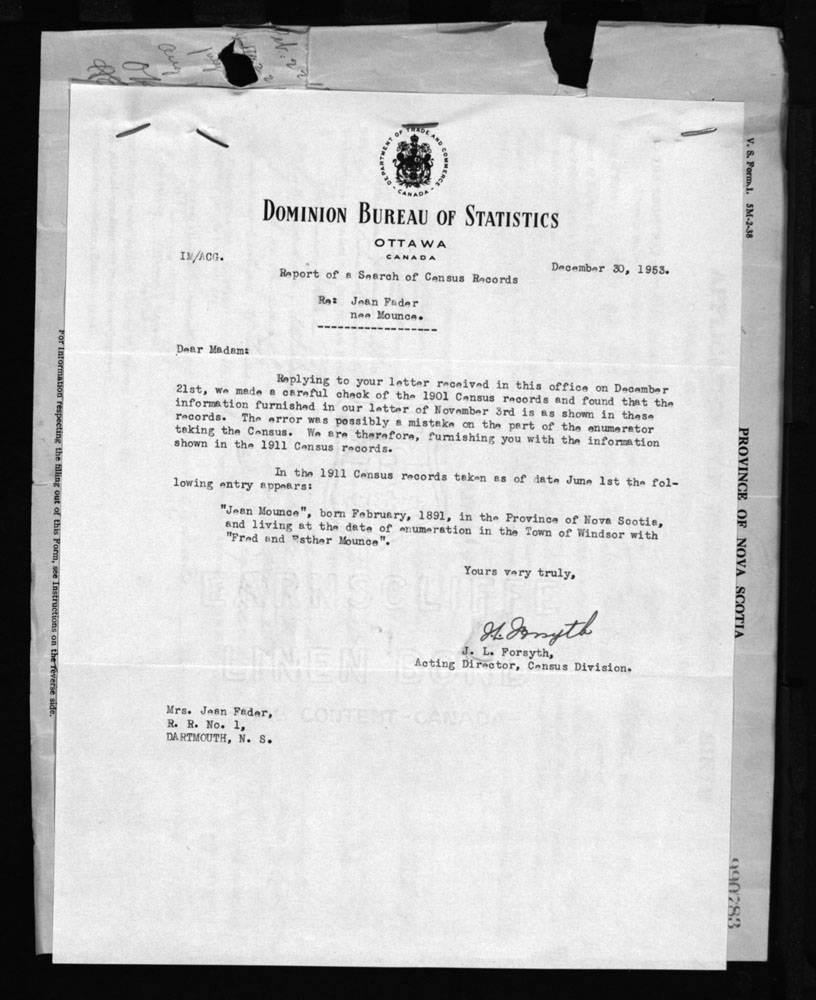 V. S. Form 1. 5M-2-38
DEPARTMENT OF TRADE AND COMMERCE
CANADA
DOMINION BUREAU OF STATISTICS
OTTAWA
CANADA
IM/ACG.
December 30, 1953.
Report of a Search of Census Records
Re: Jean Fader
nee Mounce.
Dear Madam:
Replying to your letter received in this office on December
21st, we made a careful check of the 1901 Census records and found that the
information furnished in our letter of November 3rd is as shown in these
records. The error was possibly a mistake on the part of the enumerator
taking the Census. We are therefore, furnishing you with the information
shown in the 1911 Census records.
In the 1911 Census records taken as of date June 1st the fol-
lowing entry appears:
"Jean Mounce", born February, 1891, in the Province of Nova Scotia,
and living at the date of enumeration in the Town of Windsor with
"Fred and Esther Mounce".
Yours very truly,
J. L. Forsyth,
Acting Director, Census Division.
Mrs. Jean Fader,
R. R. No. 1,
DARTMOUTH, N. S.
EARNSCLIFFE
LINEN BOND
CONTENT-CANADA
For information respecting the filling out of this Form, see Instructions on the reverse side.
PROVINCE OF NOVA SCOTIA